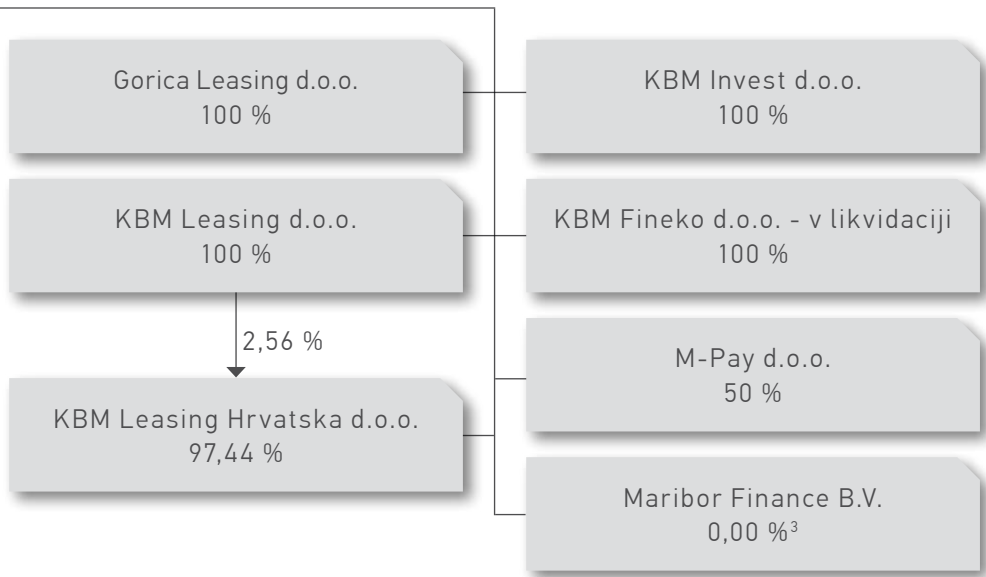 Gorica Leasing d.o.o.
100 %
KBM Leasing d.o.o.
100 %
2,56 %
KBM Leasing Hrvatska d.o.o.
97,44 %
KBM Invest d.o.o.
100 %
KBM Fineko d.o.o. - v likvidaciji
100 %
M-Pay d.o.o.
50 %
Maribor Finance B.V.
0,00 %³